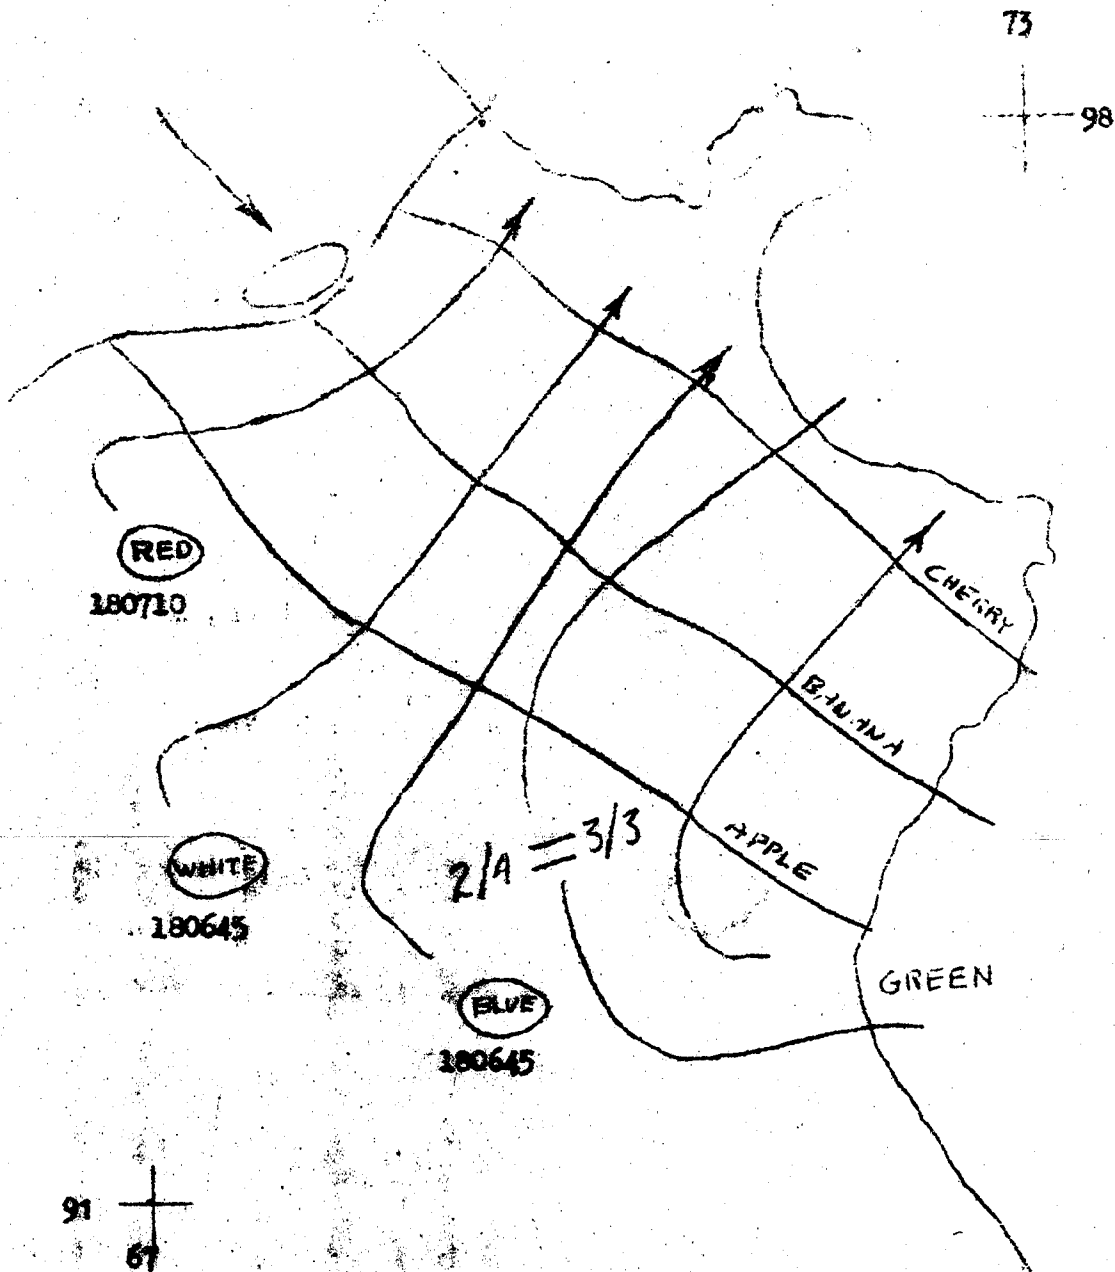 73
98
RED
180710
CHERRY
BANANA
APPLE
2/A = 3/3
WHITE
180645
GREEN
BLUE
180645
91
67